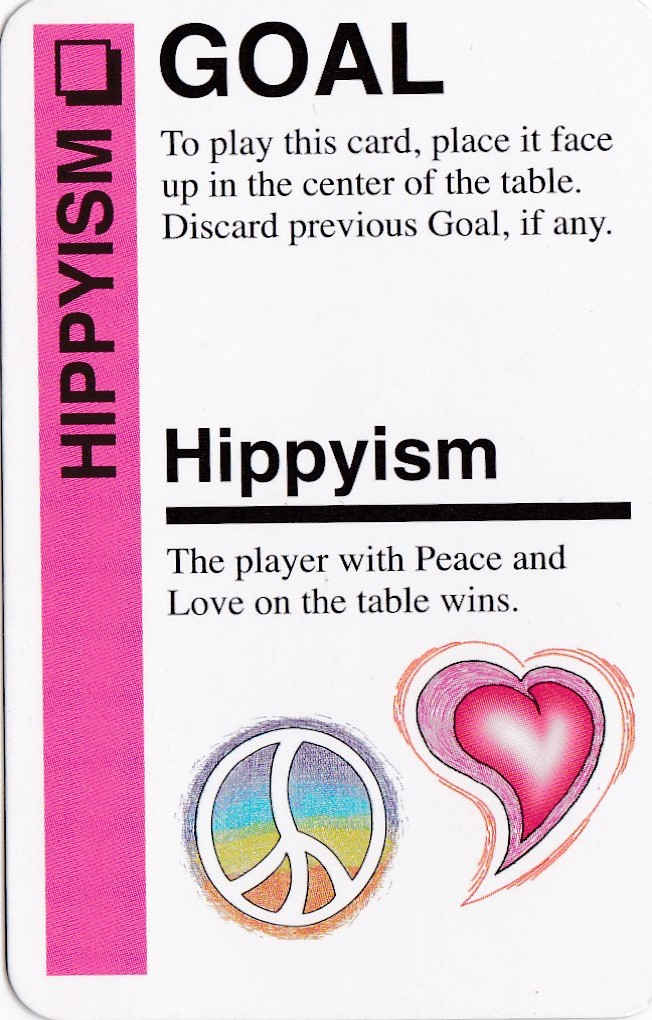 HIPPYISM
GOAL
To play this card, place it face
up in the center of the table.
Discard previous Goal, if any.
Hippyism
The player with Peace and
Love on the table wins.